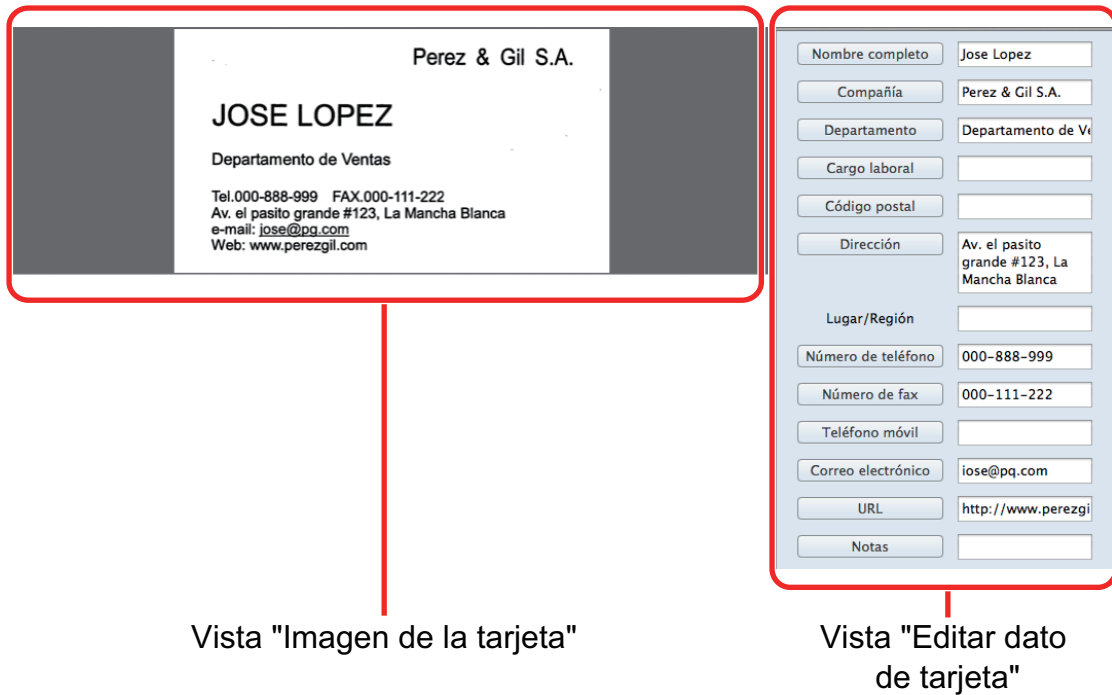 Perez & Gil S.A.
JOSE LOPEZ
Departamento de Ventas
Tel.000-888-999 FAX.000-111-222
Av. el pasito grande #123, La Mancha Blanca
e-mail: jose@pg.com
Web: www.perezgil.com
Nombre completo Jose Lopez
Compañía Perez & Gil S.A.
Departamento Departamento de Ve
Cargo laboral
Código postal
Dirección Av. el pasito
grande #123, La
Mancha Blanca
Lugar/Región
Número de teléfono 000-888-999
Número de fax 000-111-222
Teléfono móvil
Correo electrónico iose@pq.com
URL http://www.perezgi
Notas
Vista "Imagen de la tarjeta"
Vista "Editar dato
de tarjeta"